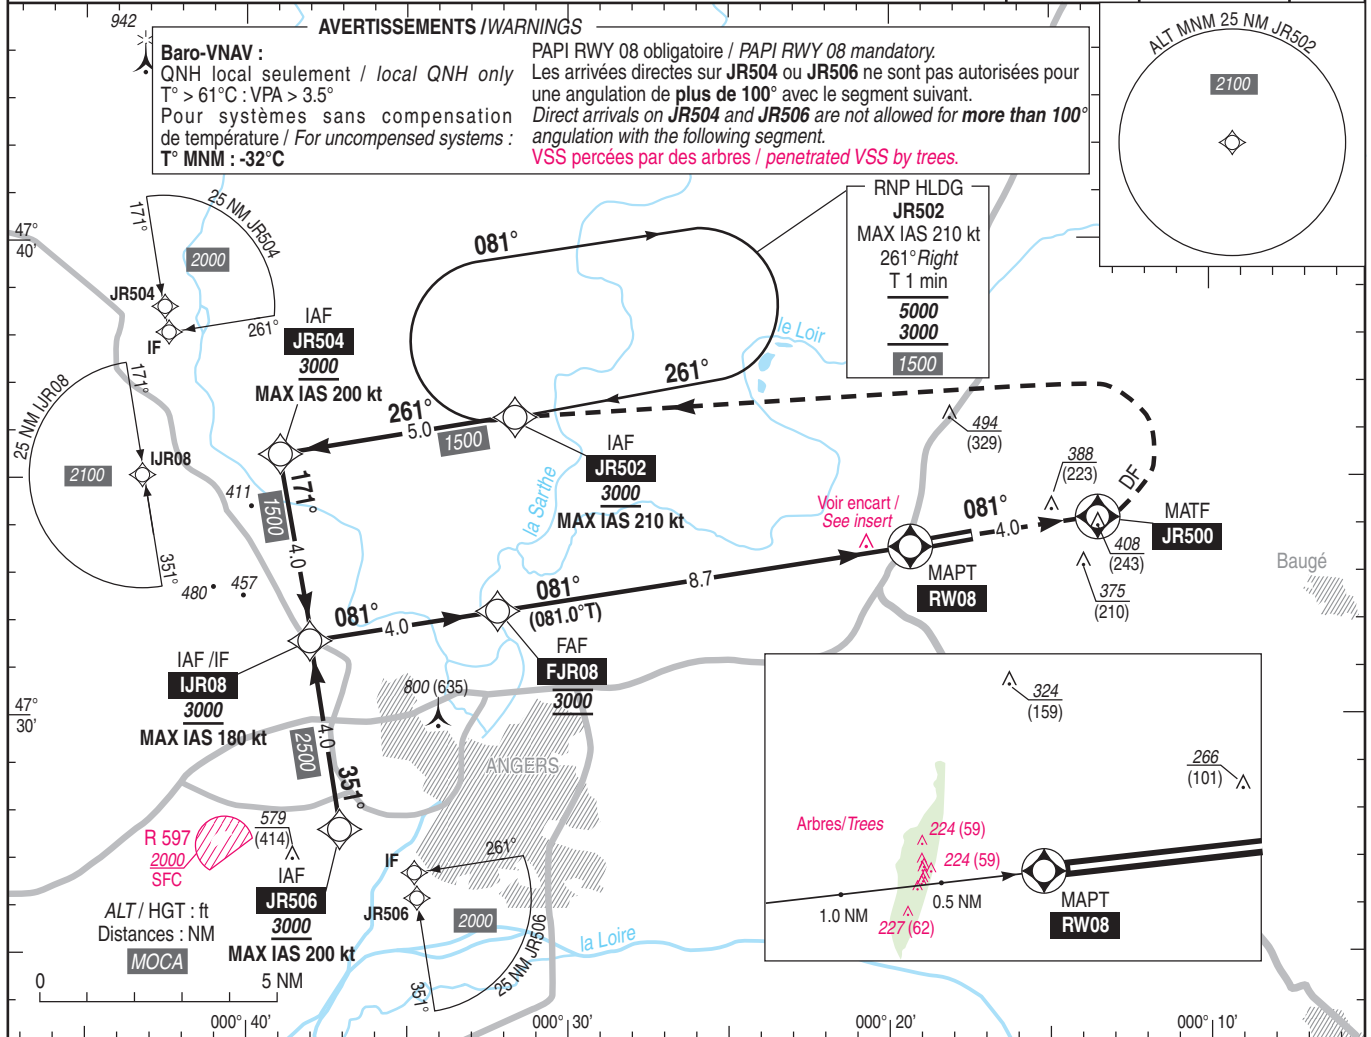 942
AVERTISSEMENTS / WARNINGS
Baro-VNAV :
QNH local seulement / local QNH only
T° > 61°C : VPA > 3.5°
Pour systèmes sans compensation
de température / For uncompensed systems :
T° MNM : -32°C
PAPI RWY 08 obligatoire / PAPI RWY 08 mandatory.
Les arrivées directes sur JR504 ou JR506 ne sont pas autorisées pour
une angulation de plus de 100° avec le segment suivant.
Direct arrivals on JR504 and JR506 are not allowed for more than 100°
angulation with the following segment.
VSS percées par des arbres / penetrated VSS by trees.
ALT MNM 25 NM JR502
2100
47°
40'
171°
25 NM JR504
2000
JR504
IF
261°
RNP HLDG
JR502
MAX IAS 210 kt
261° Right
T 1 min
5000
3000
1500
081°
261°
le Loir
IAF
JR504
3000
MAX IAS 200 kt
261°
5.0
1500
IAF
JR502
3000
MAX IAS 210 kt
25 NM IJR08
171°
2100
IJR08
351°
411
480
457
171°
1500
4.0
la Sarthe
494
(329)
388
(223)
DF
Voir encart /
See insert
081°
4.0
MATF
JR500
408
(243)
375
(210)
Baugé
MAPT
RW08
081°
4.0
081°
(081.0°T)
8.7
FAF
FJR08
3000
IAF /IF
IJR08
3000
MAX IAS 180 kt
47°
30'
800 (635)
ANGERS
2500
4.0
351°
R 597
2000
SFC
579
(414)
IAF
JR506
3000
MAX IAS 200 kt
IF
261°
JR506
2000
25 NM JR506
351°
la Loire
324
(159)
266
(101)
Arbres/Trees
224 (59)
224 (59)
227 (62)
1.0 NM
0.5 NM
MAPT
RW08
ALT / HGT : ft
Distances : NM
MOCA
0
5 NM
000° 40'
000° 30'
000° 20'
000° 10'